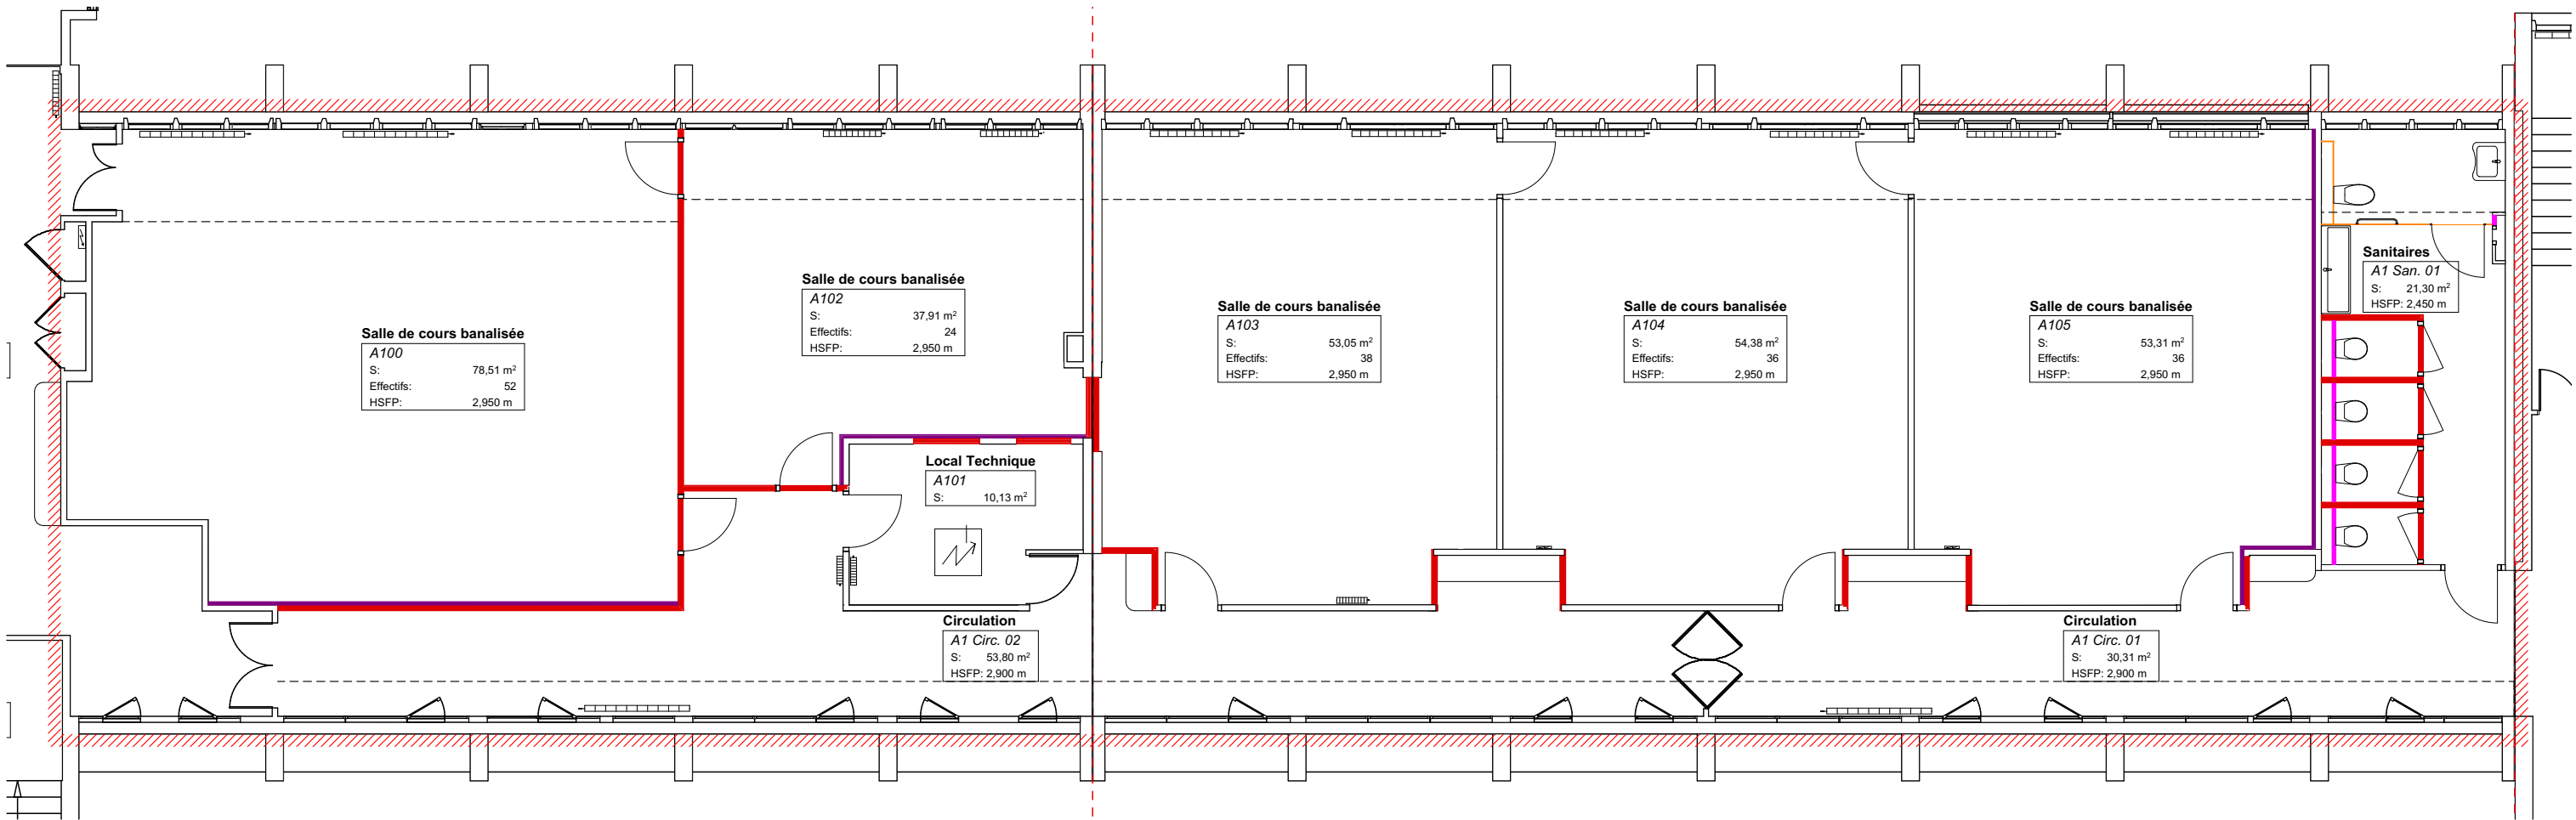 Salle de cours banalisée
A100
S: 78,51 m²
Effectifs: 52
HSFP: 2,950 m
Salle de cours banalisée
A102
S: 37,91 m²
Effectifs: 24
HSFP: 2,950 m
Local Technique
A101
S: 10,13 m²
Circulation
A1 Circ. 02
S: 53,80 m²
HSFP: 2,900 m
Salle de cours banalisée
A103
S: 53,05 m²
Effectifs: 38
HSFP: 2,950 m
Salle de cours banalisée
A104
S: 54,38 m²
Effectifs: 36
HSFP: 2,950 m
Salle de cours banalisée
A105
S: 53,31 m²
Effectifs: 36
HSFP: 2,950 m
Sanitaires
A1 San. 01
S: 21,30 m²
HSFP: 2,450 m
Circulation
A1 Circ. 01
S: 30,31 m²
HSFP: 2,900 m